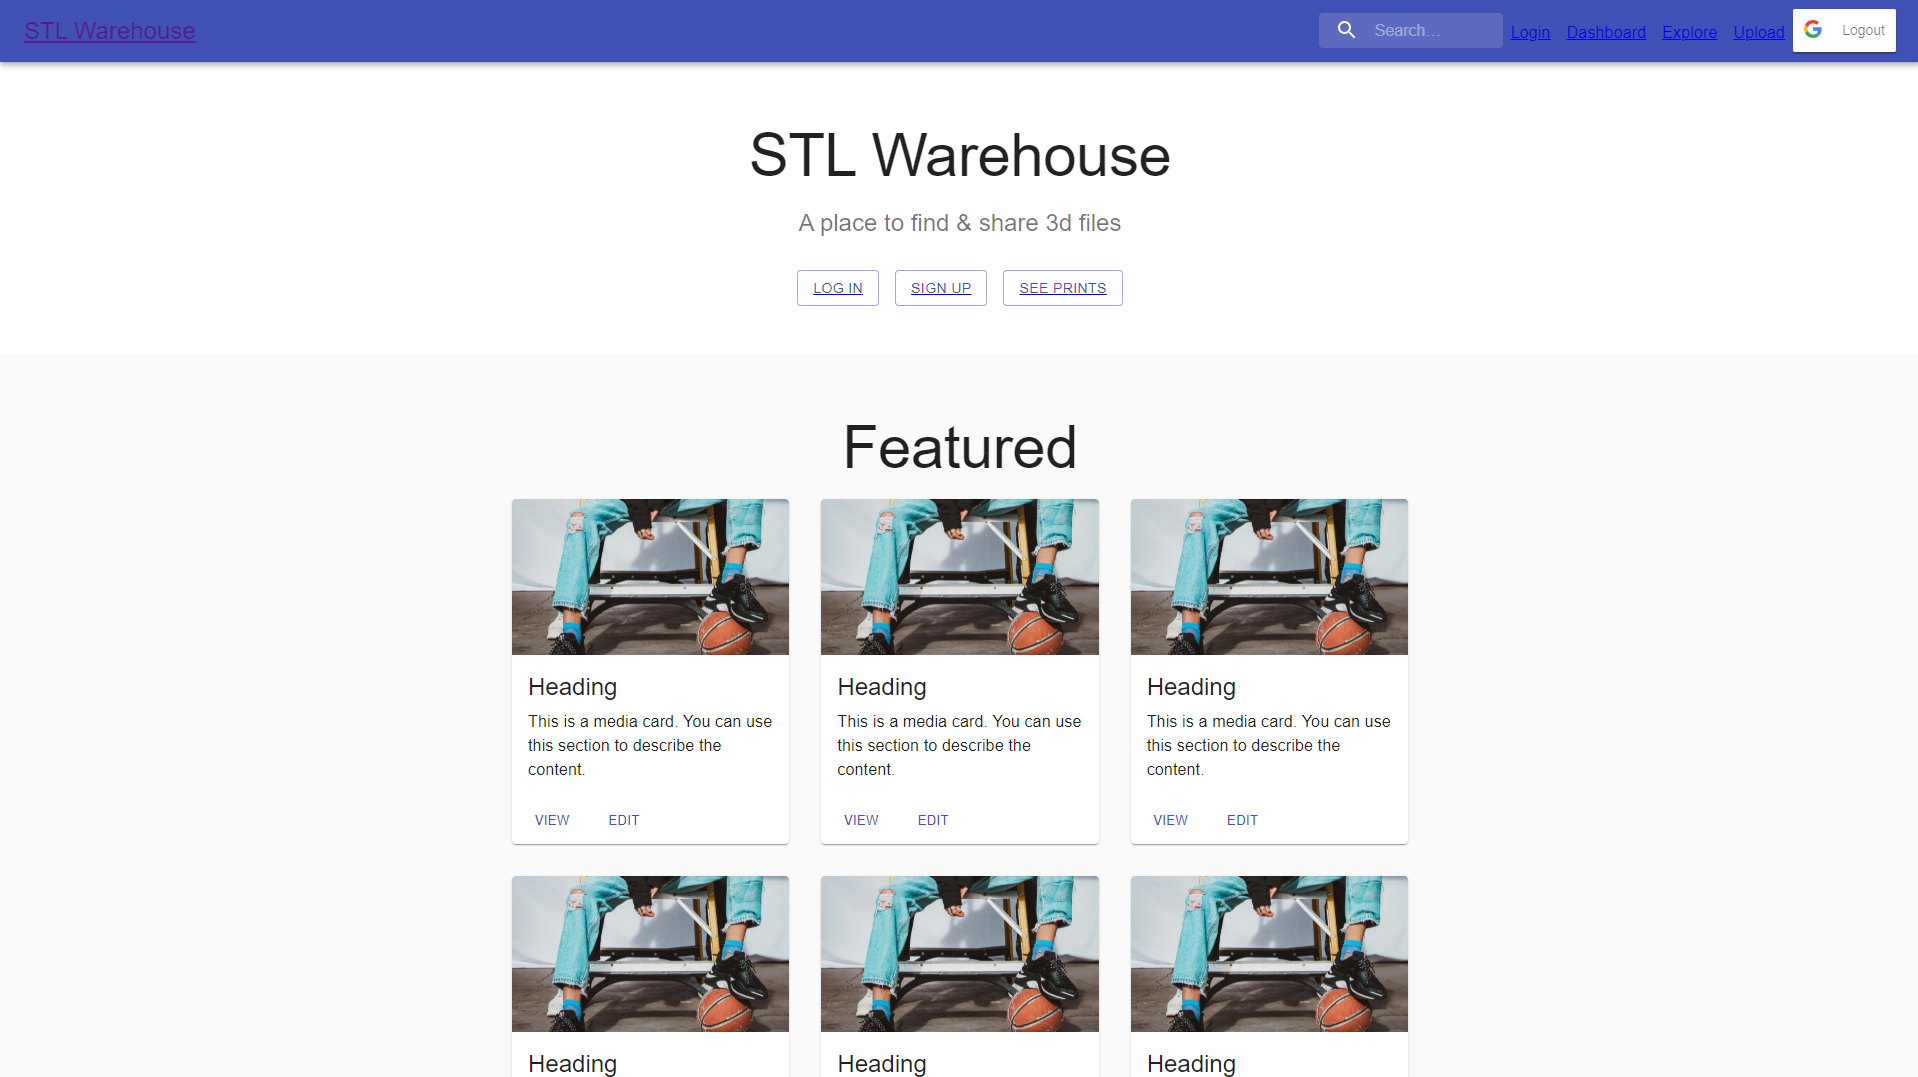 STL Warehouse
Search...
Login
Dashboard
Explore
Upload
Logout
STL Warehouse
A place to find & share 3d files
LOG IN
SIGN UP
SEE PRINTS
Featured
Heading
This is a media card. You can use
this section to describe the
content.
VIEW
EDIT
Heading
This is a media card. You can use
this section to describe the
content.
VIEW
EDIT
Heading
This is a media card. You can use
this section to describe the
content.
VIEW
EDIT
Heading
Heading
Heading